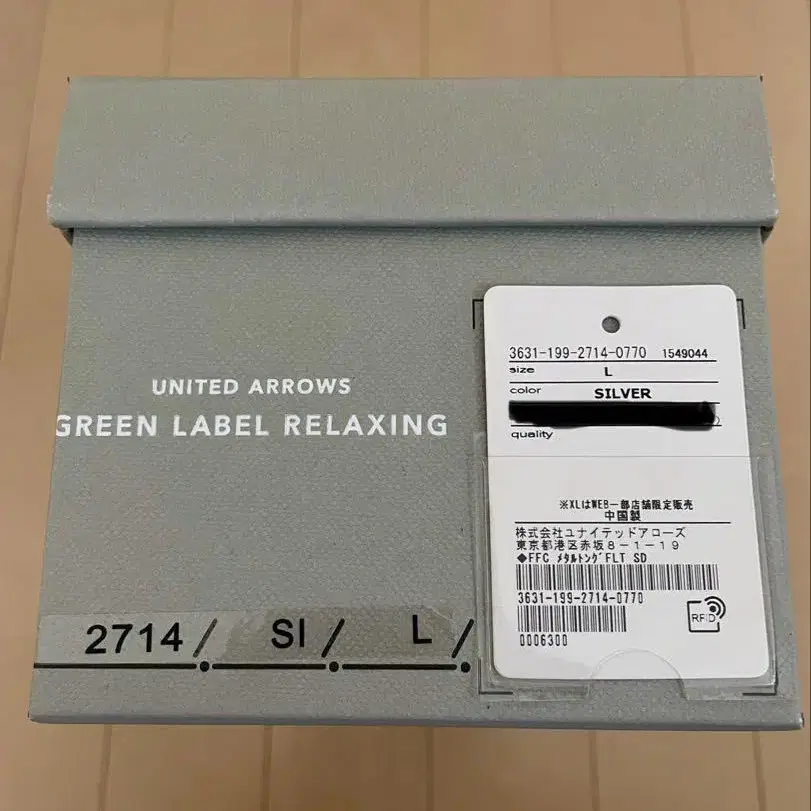 UNITED ARROWS
GREEN LABEL RELAXING
2714/ SI/ L/
3631-199-2714-0770 1549044
size L
color SILVER
quality
※XLはWEB一部店舗限定販売
中国製
株式会社ユナイテッドアローズ
東京都港区赤坂8-1-19
◆FFC ﾒﾀﾙﾄﾝｸﾞFLT SD
3631-199-2714-0770
RFID
0006300